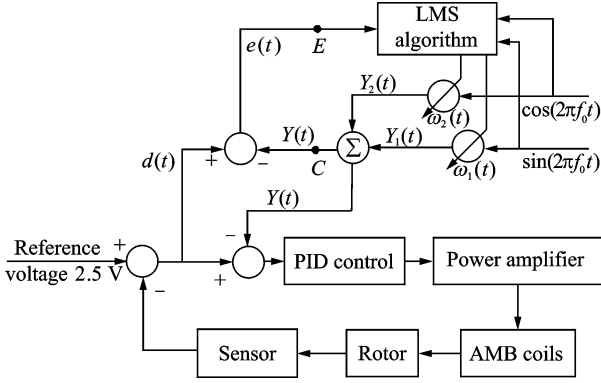 LMS
algorithm
e(t)
E
Y₂(t)
ω₂(t)
cos(2πf₀t)
Y(t)
C
Σ
Y₁(t)
ω₁(t)
sin(2πf₀t)
+
−
d(t)
Y(t)
−
Reference
voltage 2.5 V
+
−
+
PID control
Power amplifier
Sensor
Rotor
AMB coils